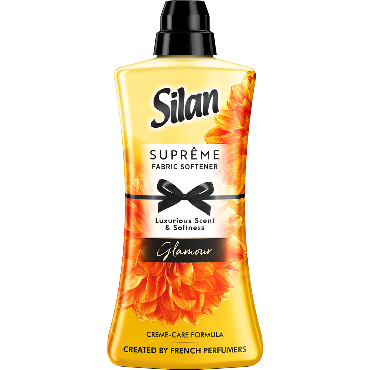 Silan
SUPRÊME
FABRIC SOFTENER
Luxurious Scent
& Softness
Glamour
CRÈME-CARE FORMULA
CREATED BY FRENCH PERFUMERS